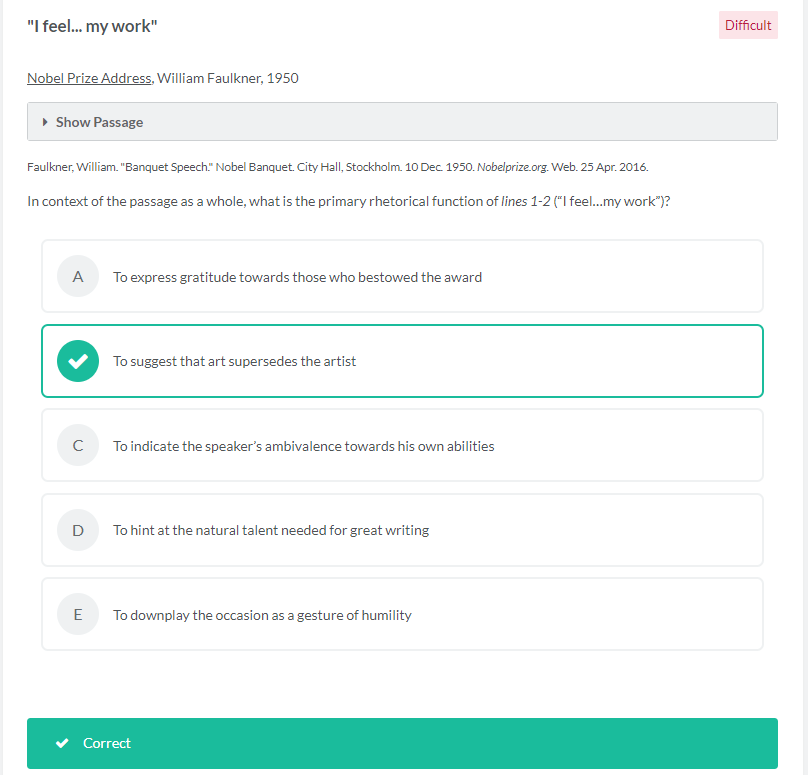 "I feel... my work"
Difficult
Nobel Prize Address, William Faulkner, 1950
Show Passage
Faulkner, William. "Banquet Speech." Nobel Banquet. City Hall, Stockholm. 10 Dec. 1950. Nobelprize.org. Web. 25 Apr. 2016.
In context of the passage as a whole, what is the primary rhetorical function of lines 1-2 (“I feel…my work”)?
A To express gratitude towards those who bestowed the award
To suggest that art supersedes the artist
C To indicate the speaker’s ambivalence towards his own abilities
D To hint at the natural talent needed for great writing
E To downplay the occasion as a gesture of humility
Correct